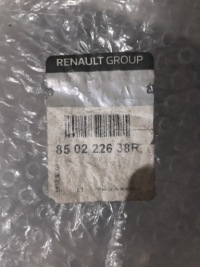 RENAULT GROUP
85 02 226 38R